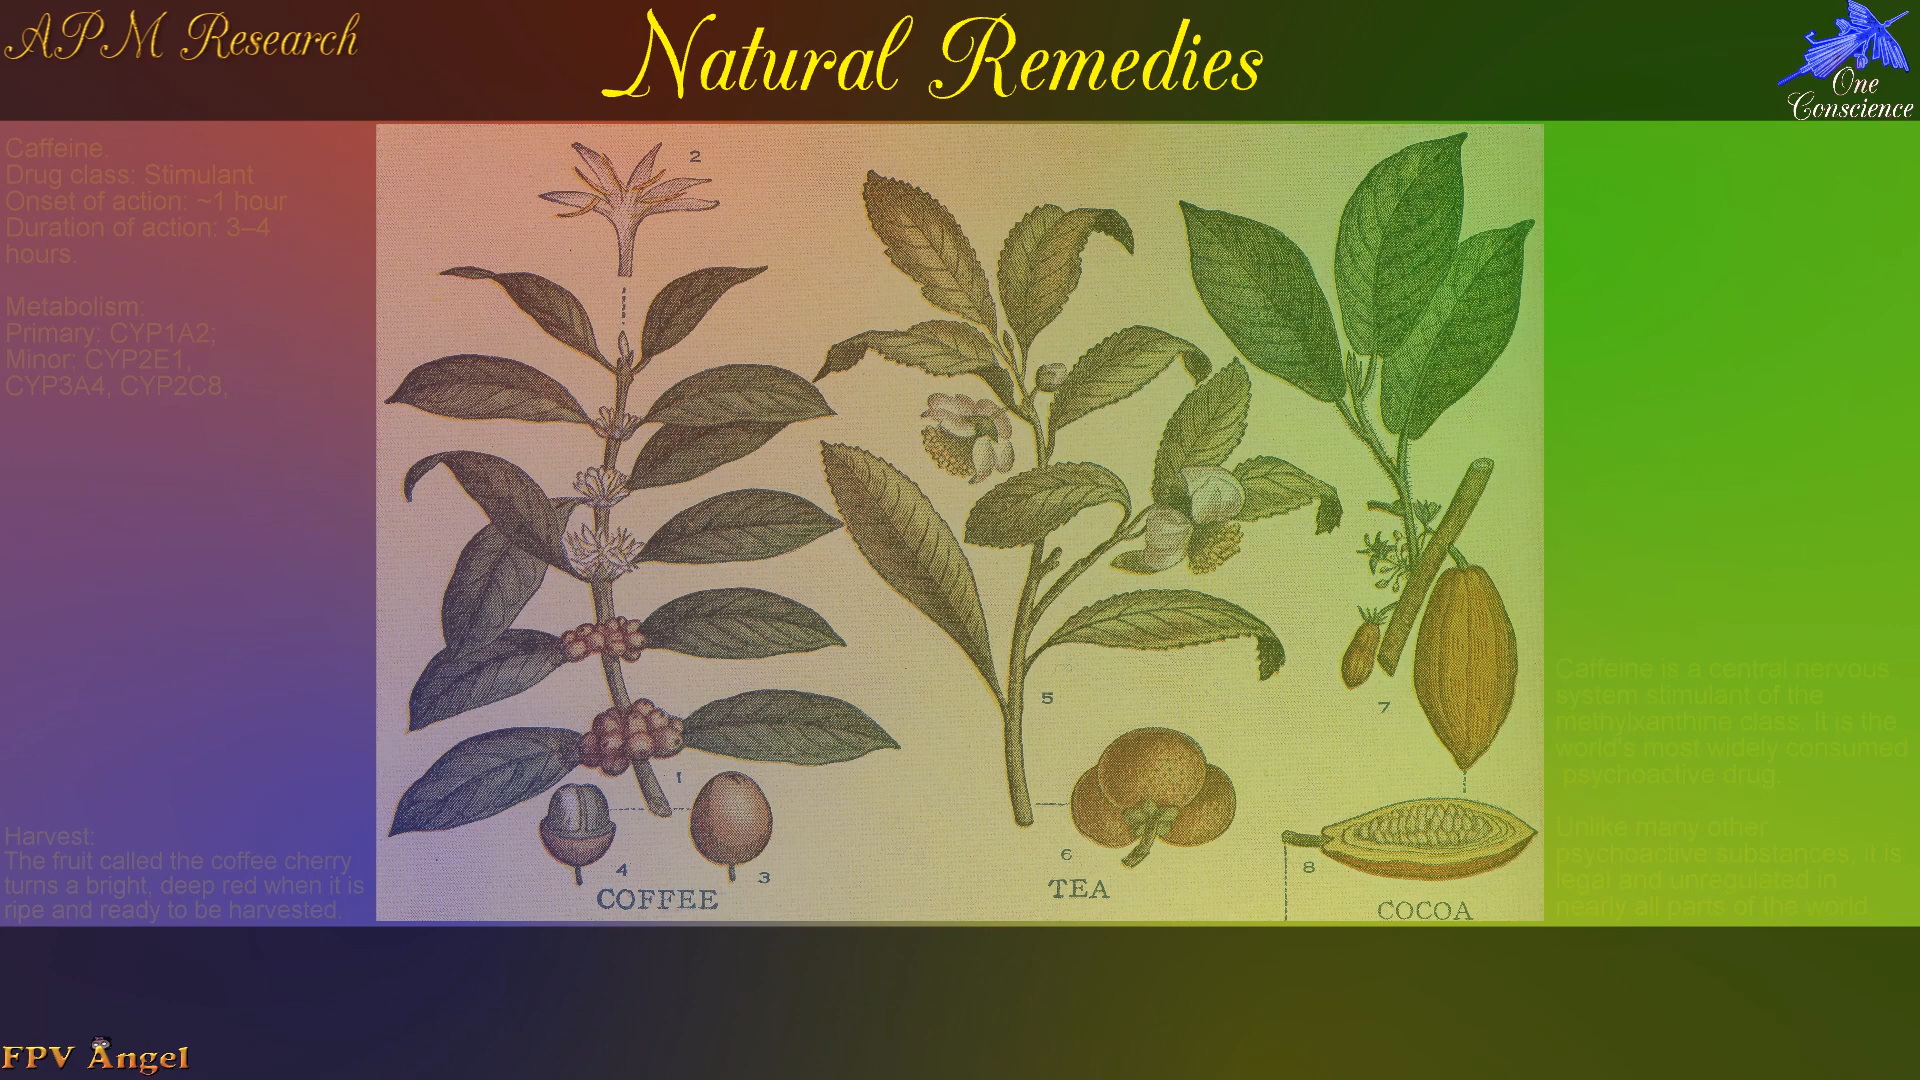 APM Research
Natural Remedies
One
Conscience
Caffeine.
Drug class: Stimulant
Onset of action: ~1 hour
Duration of action: 3–4
hours.
Metabolism:
Primary: CYP1A2;
Minor: CYP2E1,
CYP3A4, CYP2C8,
Harvest:
The fruit called the coffee cherry
turns a bright, deep red when it is
ripe and ready to be harvested.
2
1
4
3
COFFEE
5
6
TEA
7
8
COCOA
Caffeine is a central nervous
system stimulant of the
methylxanthine class. It is the
world's most widely consumed
psychoactive drug.
Unlike many other
psychoactive substances, it is
legal and unregulated in
nearly all parts of the world.
FPV Angel